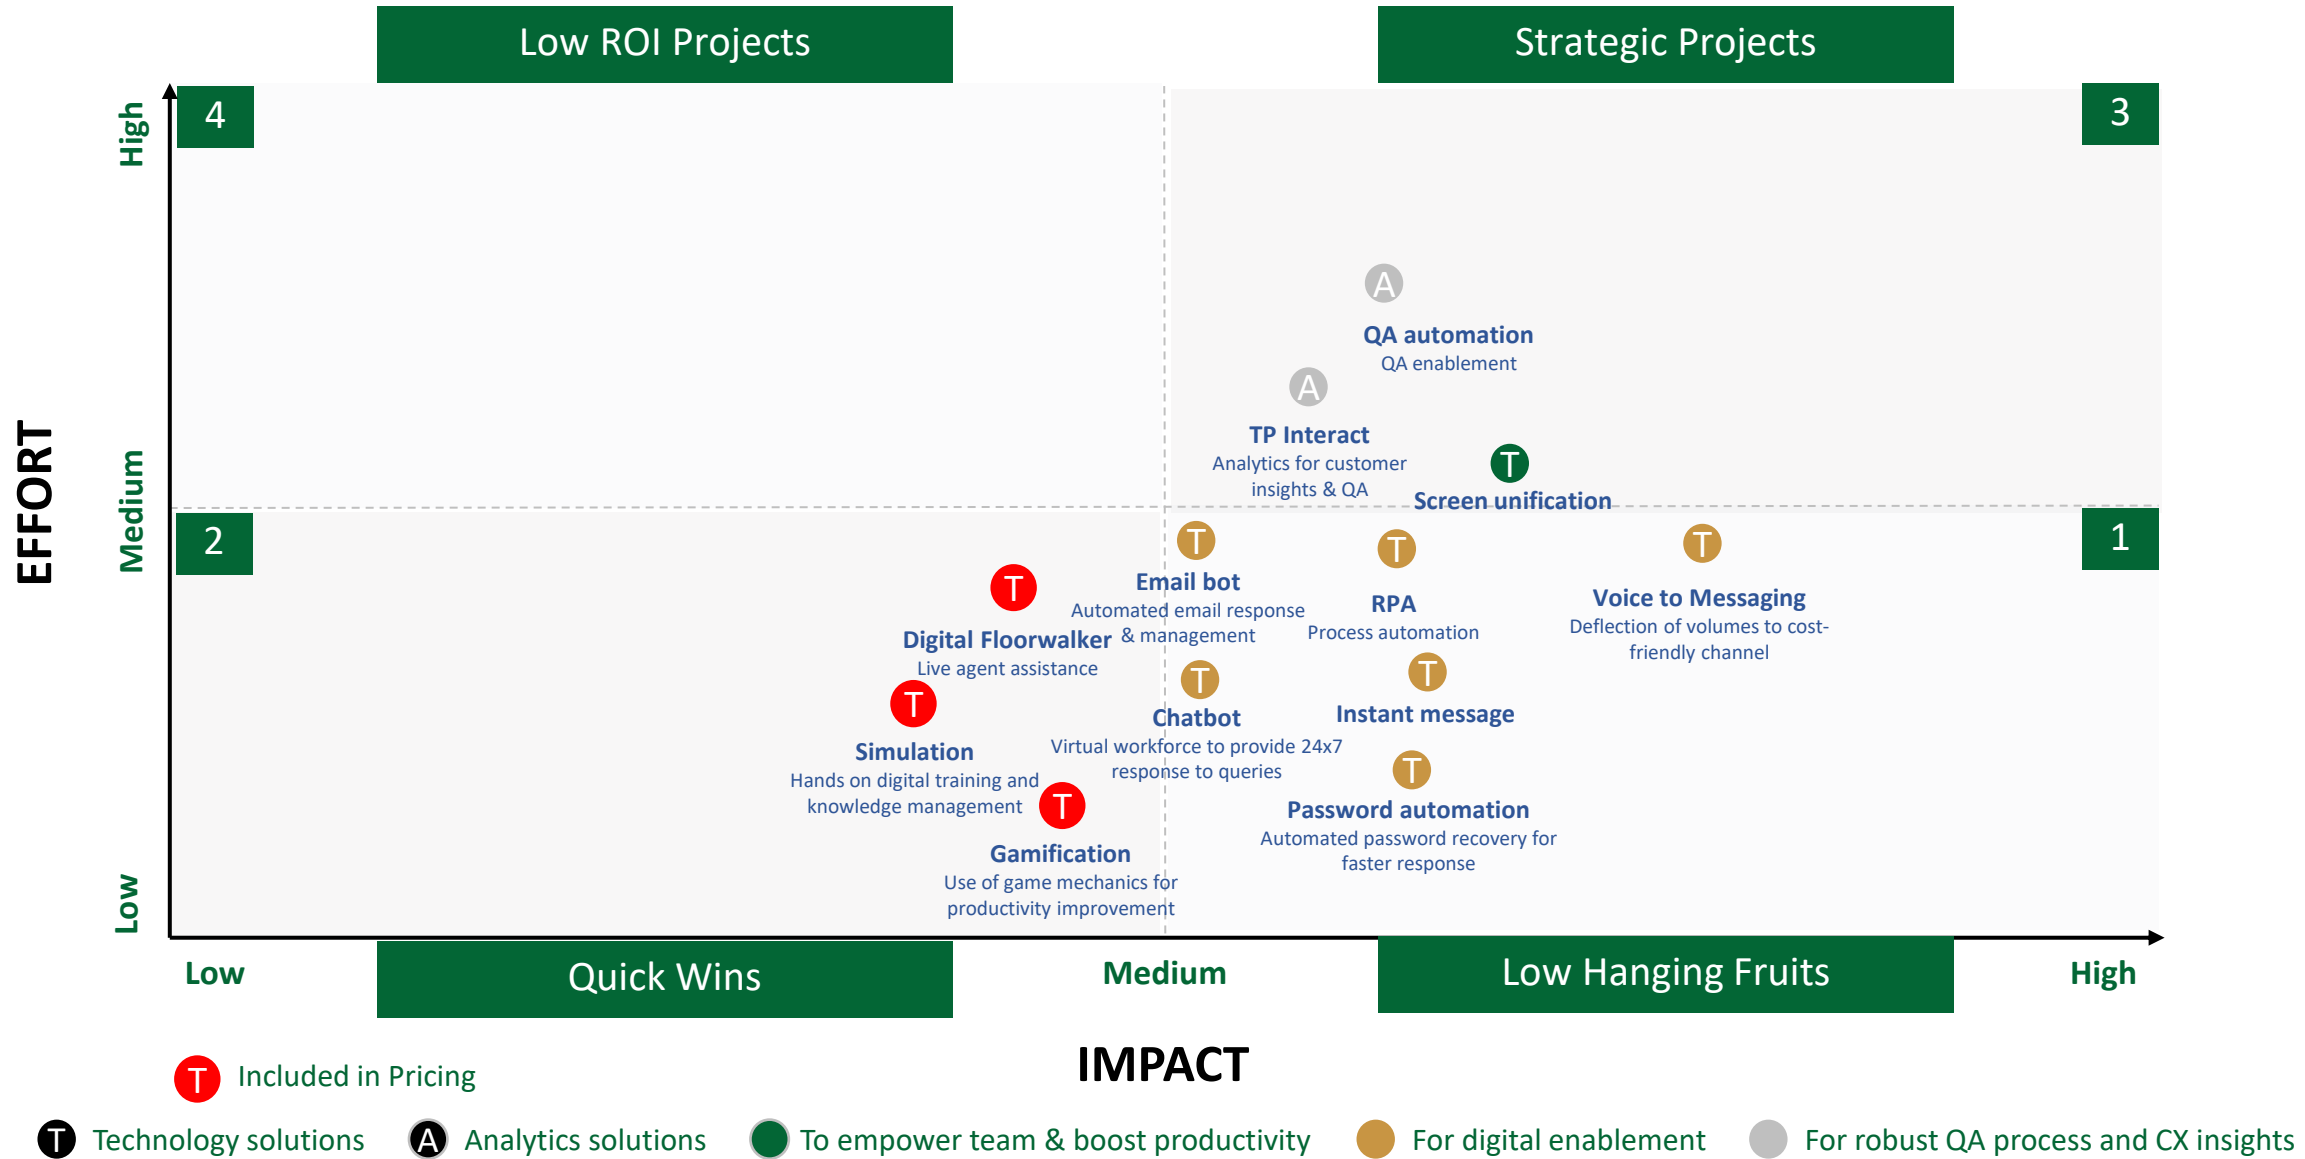 Low ROI Projects
Strategic Projects
4
3
High
A
QA automation
QA enablement
A
TP Interact
Analytics for customer
insights & QA
T
Screen unification
EFFORT
Medium
2
1
T
Email bot
Automated email response
& management
T
RPA
Process automation
T
Voice to Messaging
Deflection of volumes to cost-
friendly channel
T
Digital Floorwalker
Live agent assistance
T
Simulation
Hands on digital training and
knowledge management
T
Chatbot
Virtual workforce to provide 24x7
response to queries
T
Instant message
T
Password automation
Automated password recovery for
faster response
T
Gamification
Use of game mechanics for
productivity improvement
Low
Low
Quick Wins
Medium
Low Hanging Fruits
High
IMPACT
T Included in Pricing
T Technology solutions
A Analytics solutions
To empower team & boost productivity
For digital enablement
For robust QA process and CX insights